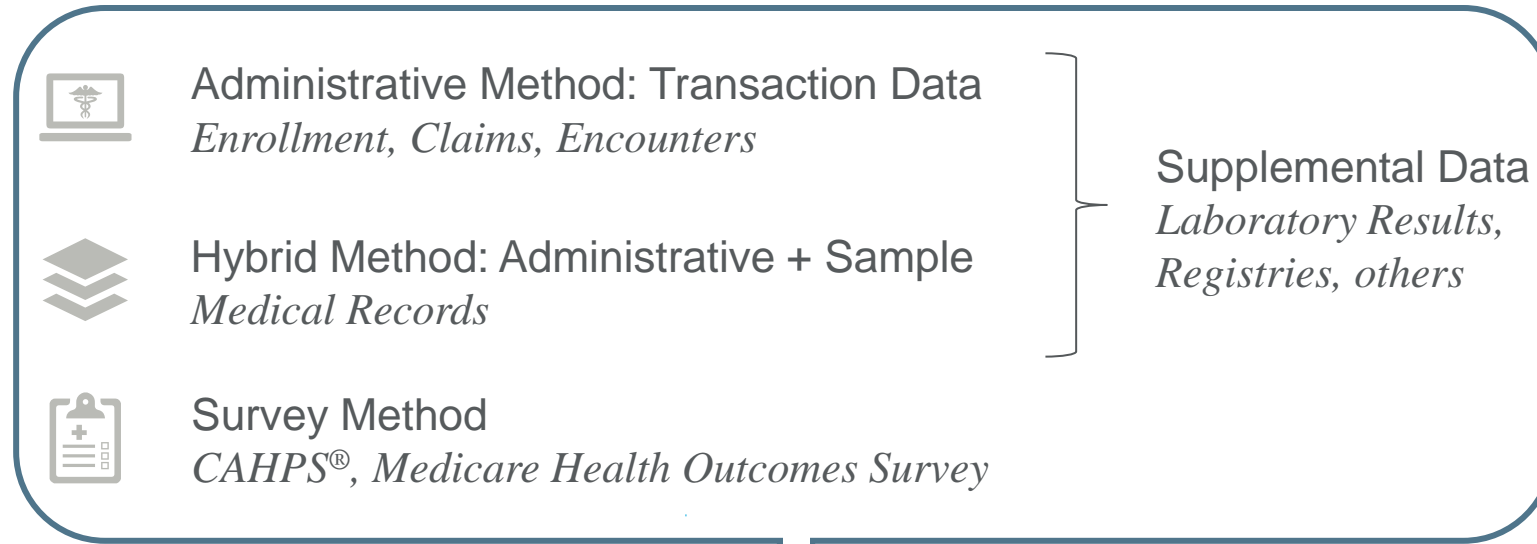 Administrative Method: Transaction Data
Enrollment, Claims, Encounters
Hybrid Method: Administrative + Sample
Medical Records
Survey Method
CAHPS®, Medicare Health Outcomes Survey
Supplemental Data
Laboratory Results,
Registries, others